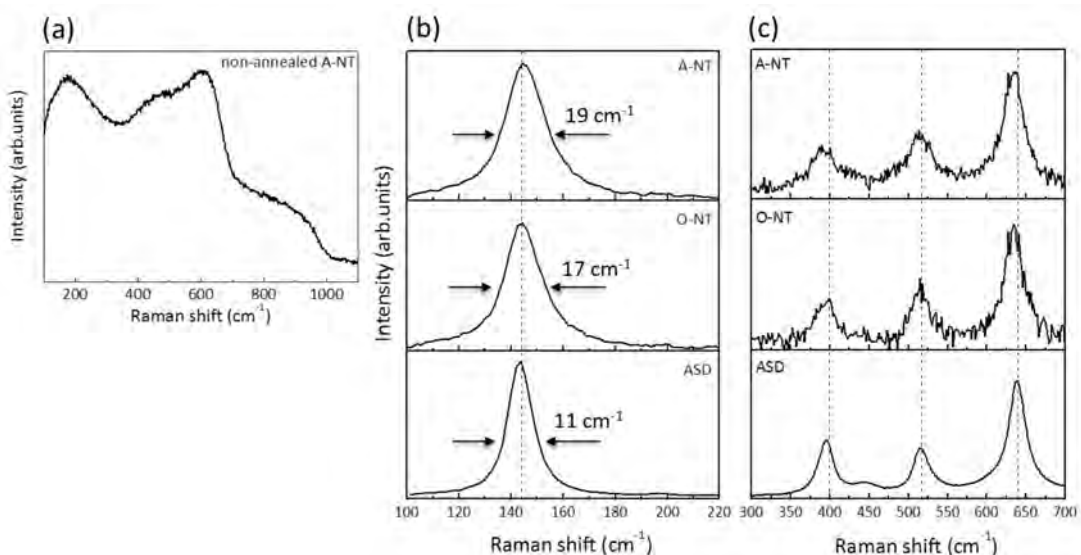 (a)
non-annealed A-NT
Intensity (arb.units)
200 400 600 800 1000
Raman shift (cm-1)
(b)
A-NT
19 cm-1
O-NT
17 cm-1
ASD
11 cm-1
Intensity (arb.units)
100 120 140 160 180 200 220
Raman shift (cm-1)
(c)
A-NT
O-NT
ASD
300 350 400 450 500 550 600 650 700
Raman shift (cm-1)